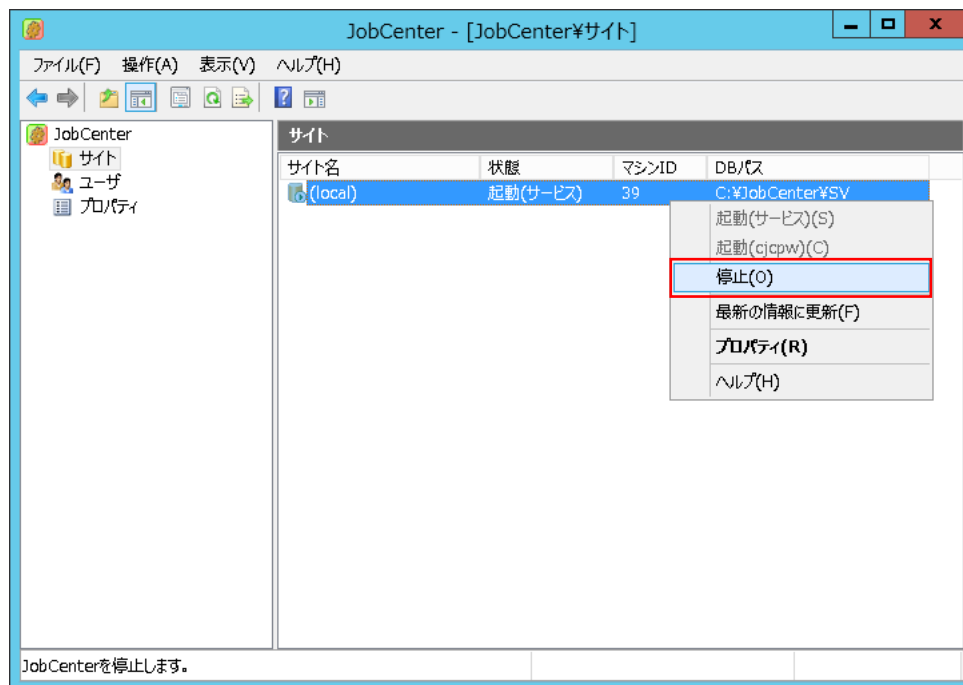 JobCenter - [JobCenter¥サイト]
ファイル(F) 操作(A) 表示(V) ヘルプ(H)
JobCenter
サイト
ユーザ
プロパティ
サイト
サイト名 状態 マシンID DBパス
(local) 起動(サービス) 39 C:¥JobCenter¥SV
起動(サービス)(S)
起動(cjcpw)(C)
停止(O)
最新の情報に更新(F)
プロパティ(R)
ヘルプ(H)
JobCenterを停止します。